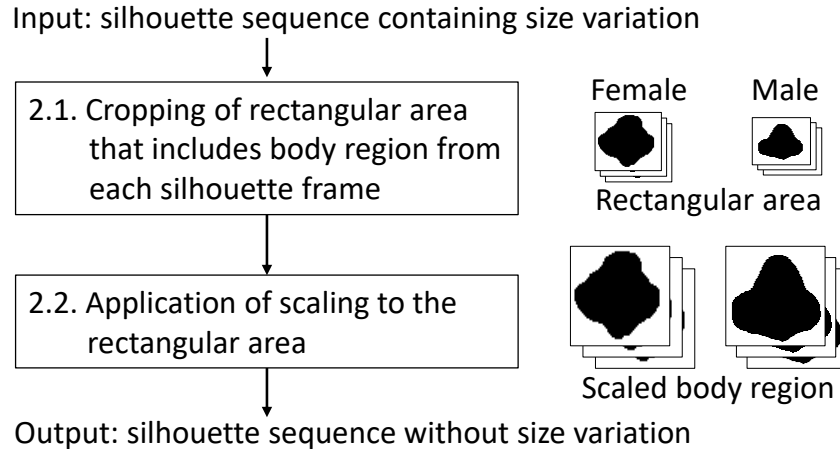 Input: silhouette sequence containing size variation
2.1. Cropping of rectangular area
that includes body region from
each silhouette frame
Female Male
Rectangular area
2.2. Application of scaling to the
rectangular area
Scaled body region
Output: silhouette sequence without size variation